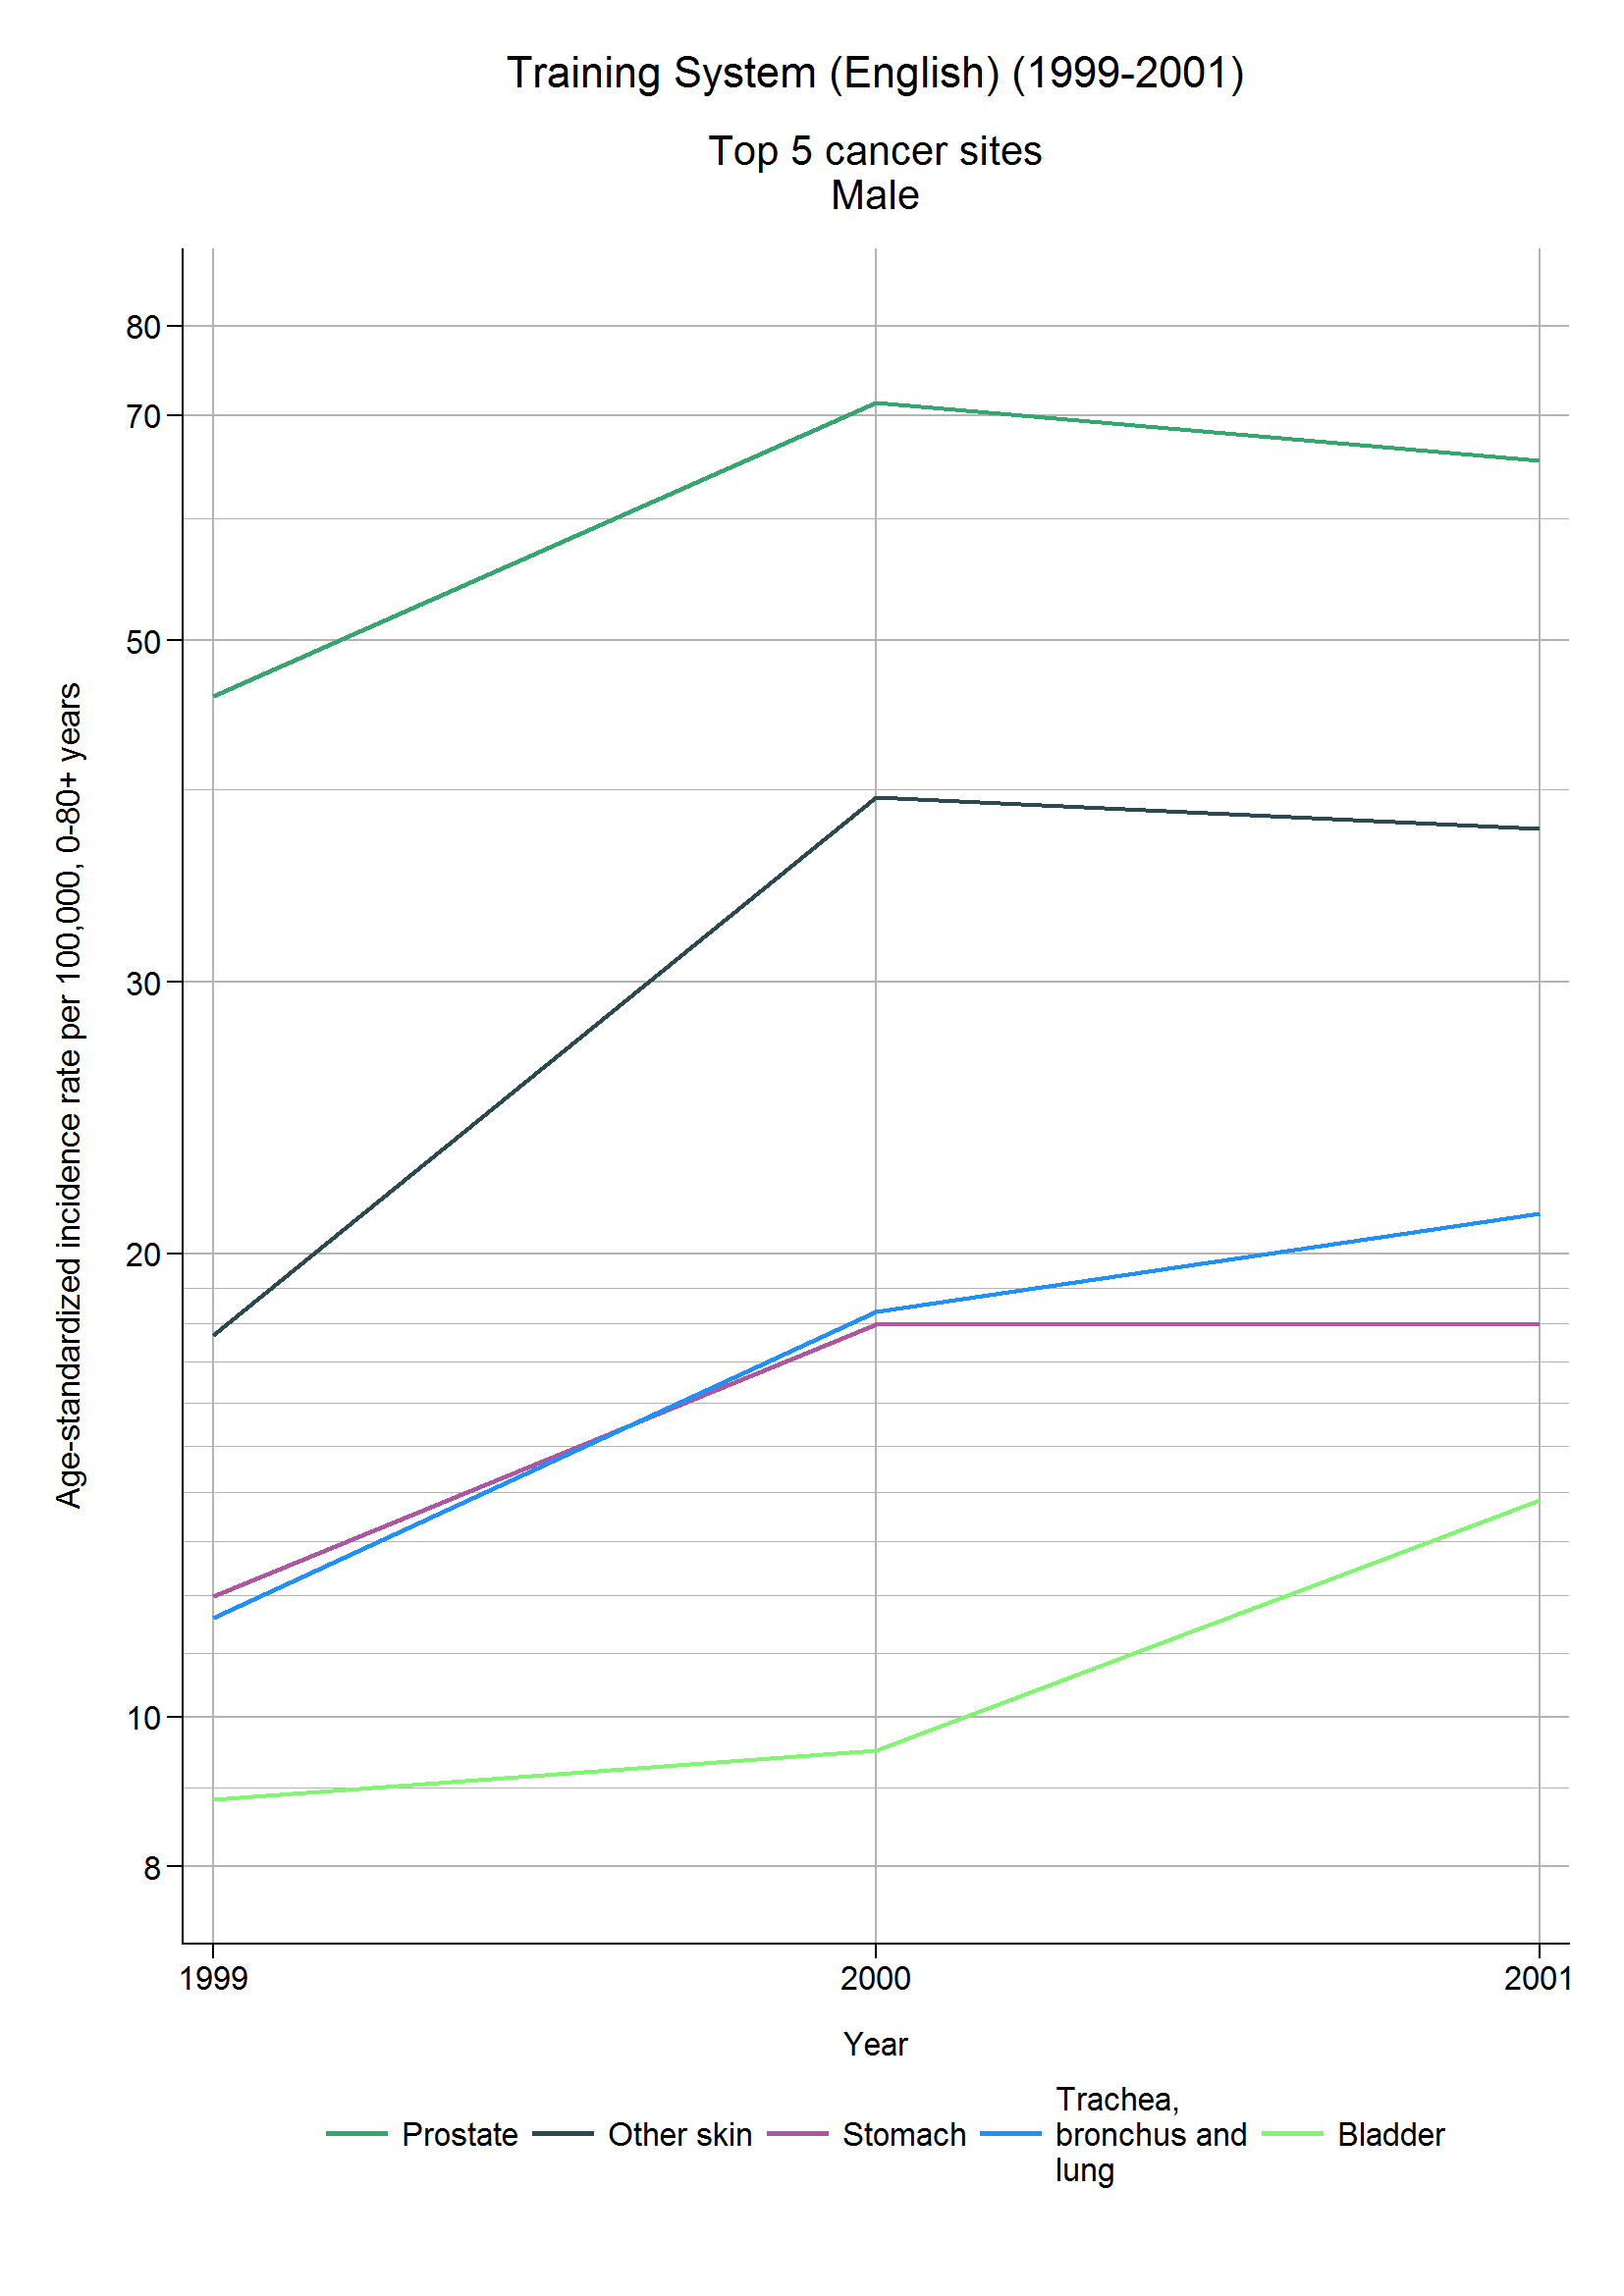 Training System (English) (1999-2001)
Top 5 cancer sites
Male
Age-standardized incidence rate per 100,000, 0-80+ years
80
70
50
30
20
10
8
1999
2000
2001
Year
Prostate
Other skin
Stomach
Trachea,
bronchus and
lung
Bladder